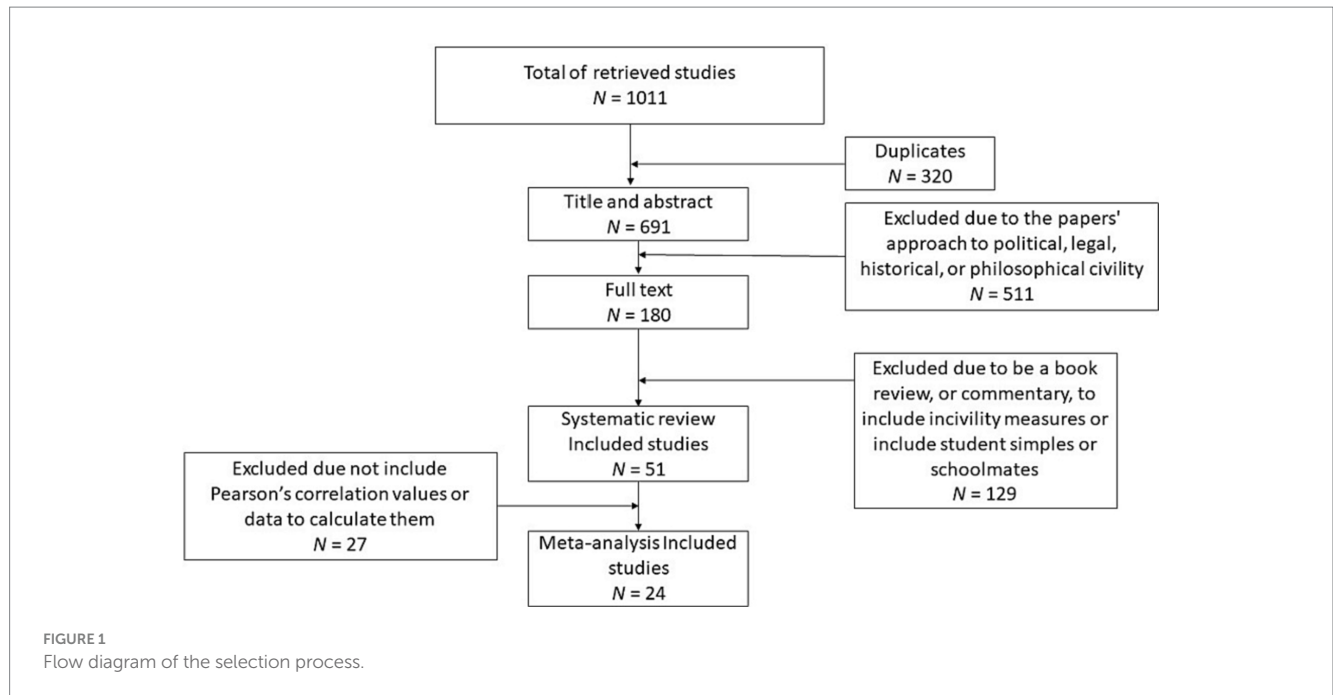 Total of retrieved studies
N = 1011
Duplicates
N = 320
Title and abstract
N = 691
Excluded due to the papers'
approach to political, legal,
historical, or philosophical civility
N = 511
Full text
N = 180
Excluded due to be a book
review, or commentary, to
include incivility measures or
include student simples or
schoolmates
N = 129
Systematic review
Included studies
N = 51
Excluded due not include
Pearson's correlation values or
data to calculate them
N = 27
Meta-analysis Included
studies
N = 24
FIGURE 1
Flow diagram of the selection process.